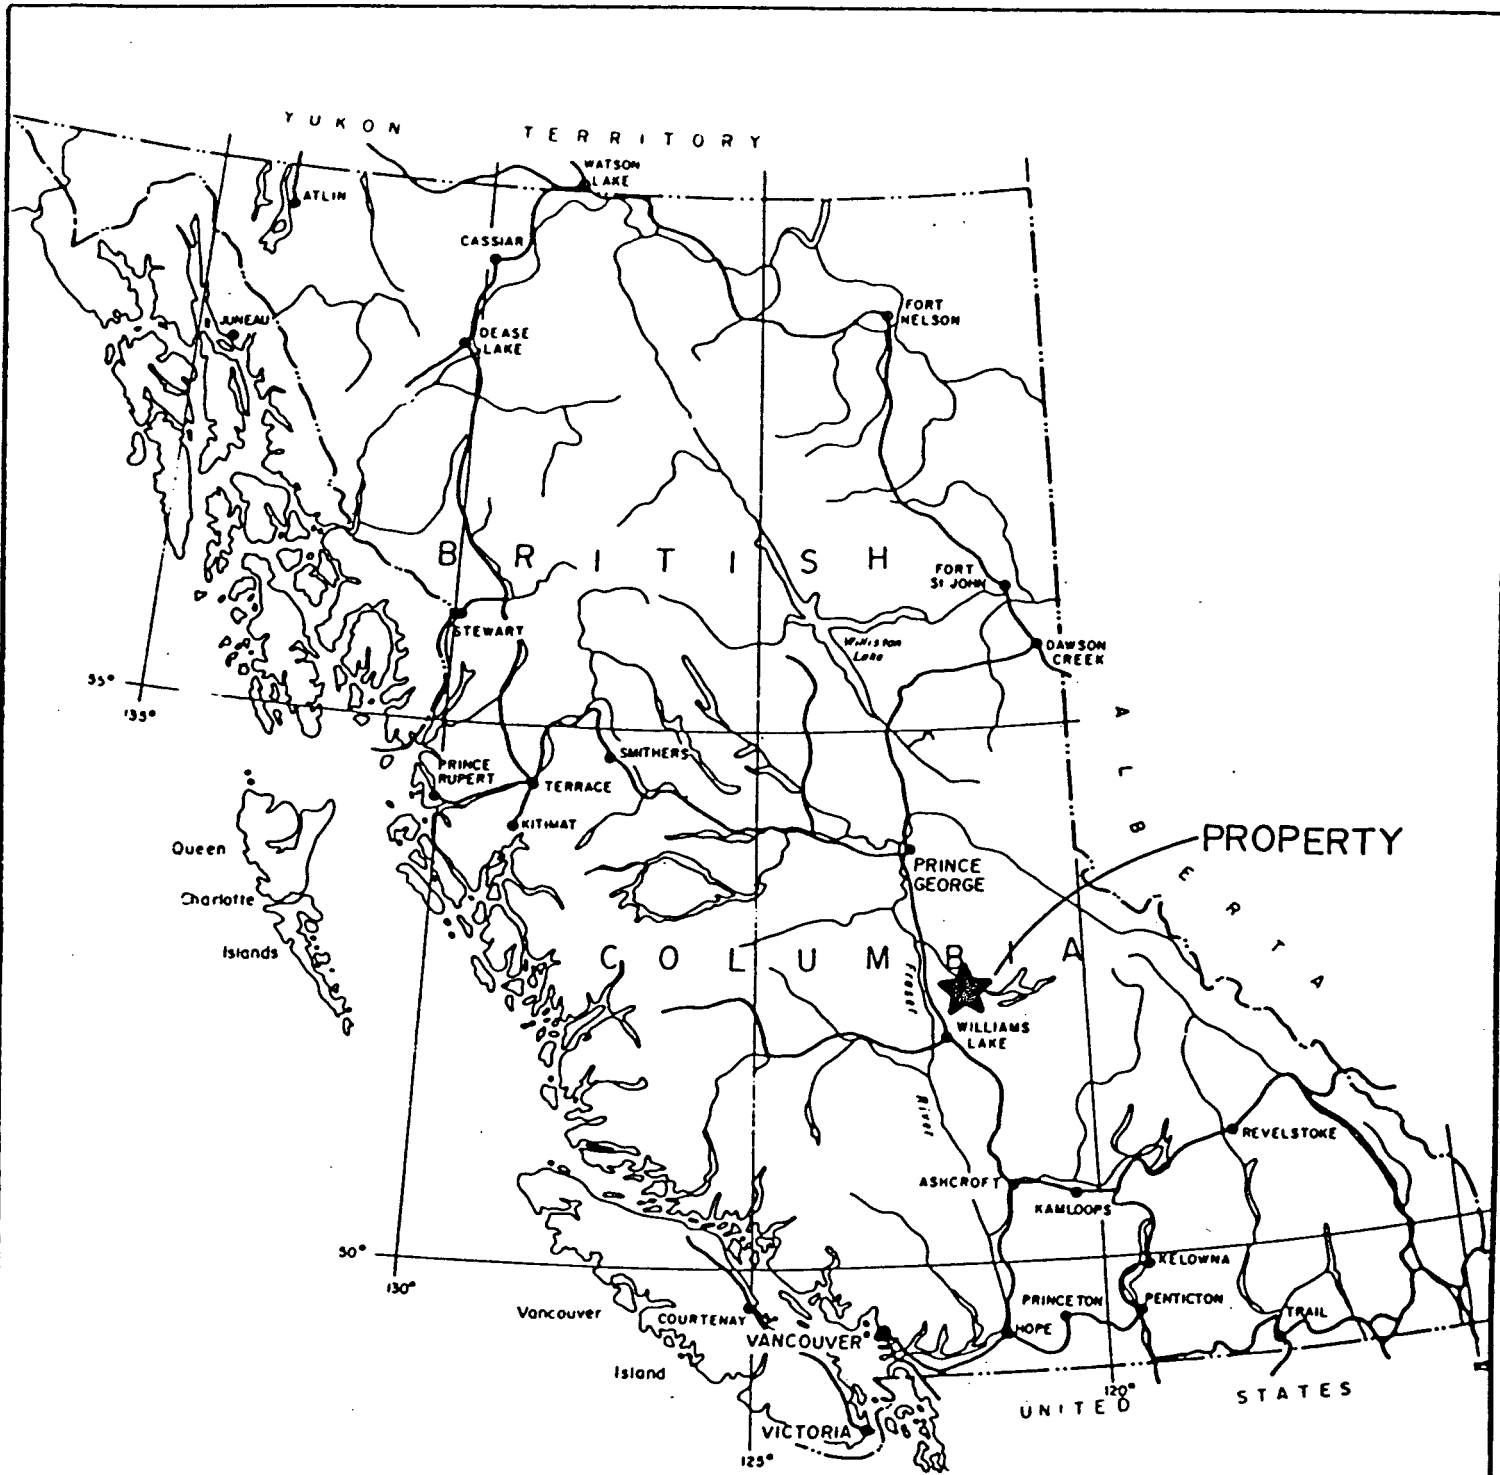 YUKON TERRITORY
WATSON
LAKE
ATLIN
CASSIAR
JUNEAU
DEASE
LAKE
FORT
NELSON
BRITISH
FORT
St JOHN
STEWART
Williston
Lake
DAWSON
CREEK
55°
135°
ALBERTA
PRINCE
RUPERT
SMITHERS
TERRACE
KITIMAT
PROPERTY
Queen
Charlotte
Islands
PRINCE
GEORGE
COLUMBIA
Fraser
River
WILLIAMS
LAKE
REVELSTOKE
ASHCROFT
KAMLOOPS
50°
130°
KELOWNA
Vancouver
Island
COURTENAY
VANCOUVER
PRINCETON
PENTICTON
HOPE
TRAIL
120°
UNITED STATES
VICTORIA
125°